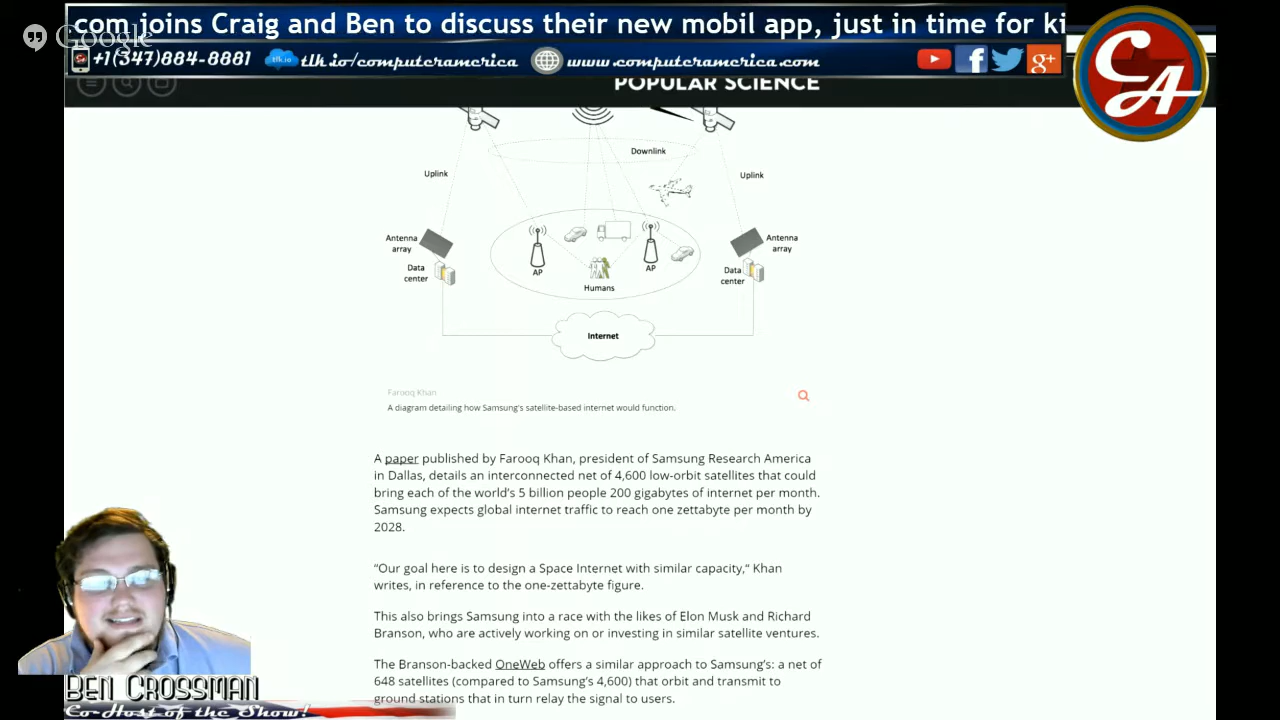 com joins Craig and Ben to discuss their new mobil app, just in time for ki
Google
+1(347)884-8881 tlk.io tlk.io/computeramerica www.computeramerica.com g+
CA
POPULAR SCIENCE
Downlink
Uplink
Uplink
Antenna
array
Antenna
array
Data
center
AP
AP
Data
center
Humans
Internet
Farooq Khan
A diagram detailing how Samsung's satellite-based internet would function.
A paper published by Farooq Khan, president of Samsung Research America
in Dallas, details an interconnected net of 4,600 low-orbit satellites that could
bring each of the world's 5 billion people 200 gigabytes of internet per month.
Samsung expects global internet traffic to reach one zettabyte per month by
2028.
"Our goal here is to design a Space Internet with similar capacity," Khan
writes, in reference to the one-zettabyte figure.
This also brings Samsung into a race with the likes of Elon Musk and Richard
Branson, who are actively working on or investing in similar satellite ventures.
The Branson-backed OneWeb offers a similar approach to Samsung's: a net of
648 satellites (compared to Samsung's 4,600) that orbit and transmit to
ground stations that in turn relay the signal to users.
BEN CROSSMAN
Co-Host of the Show!